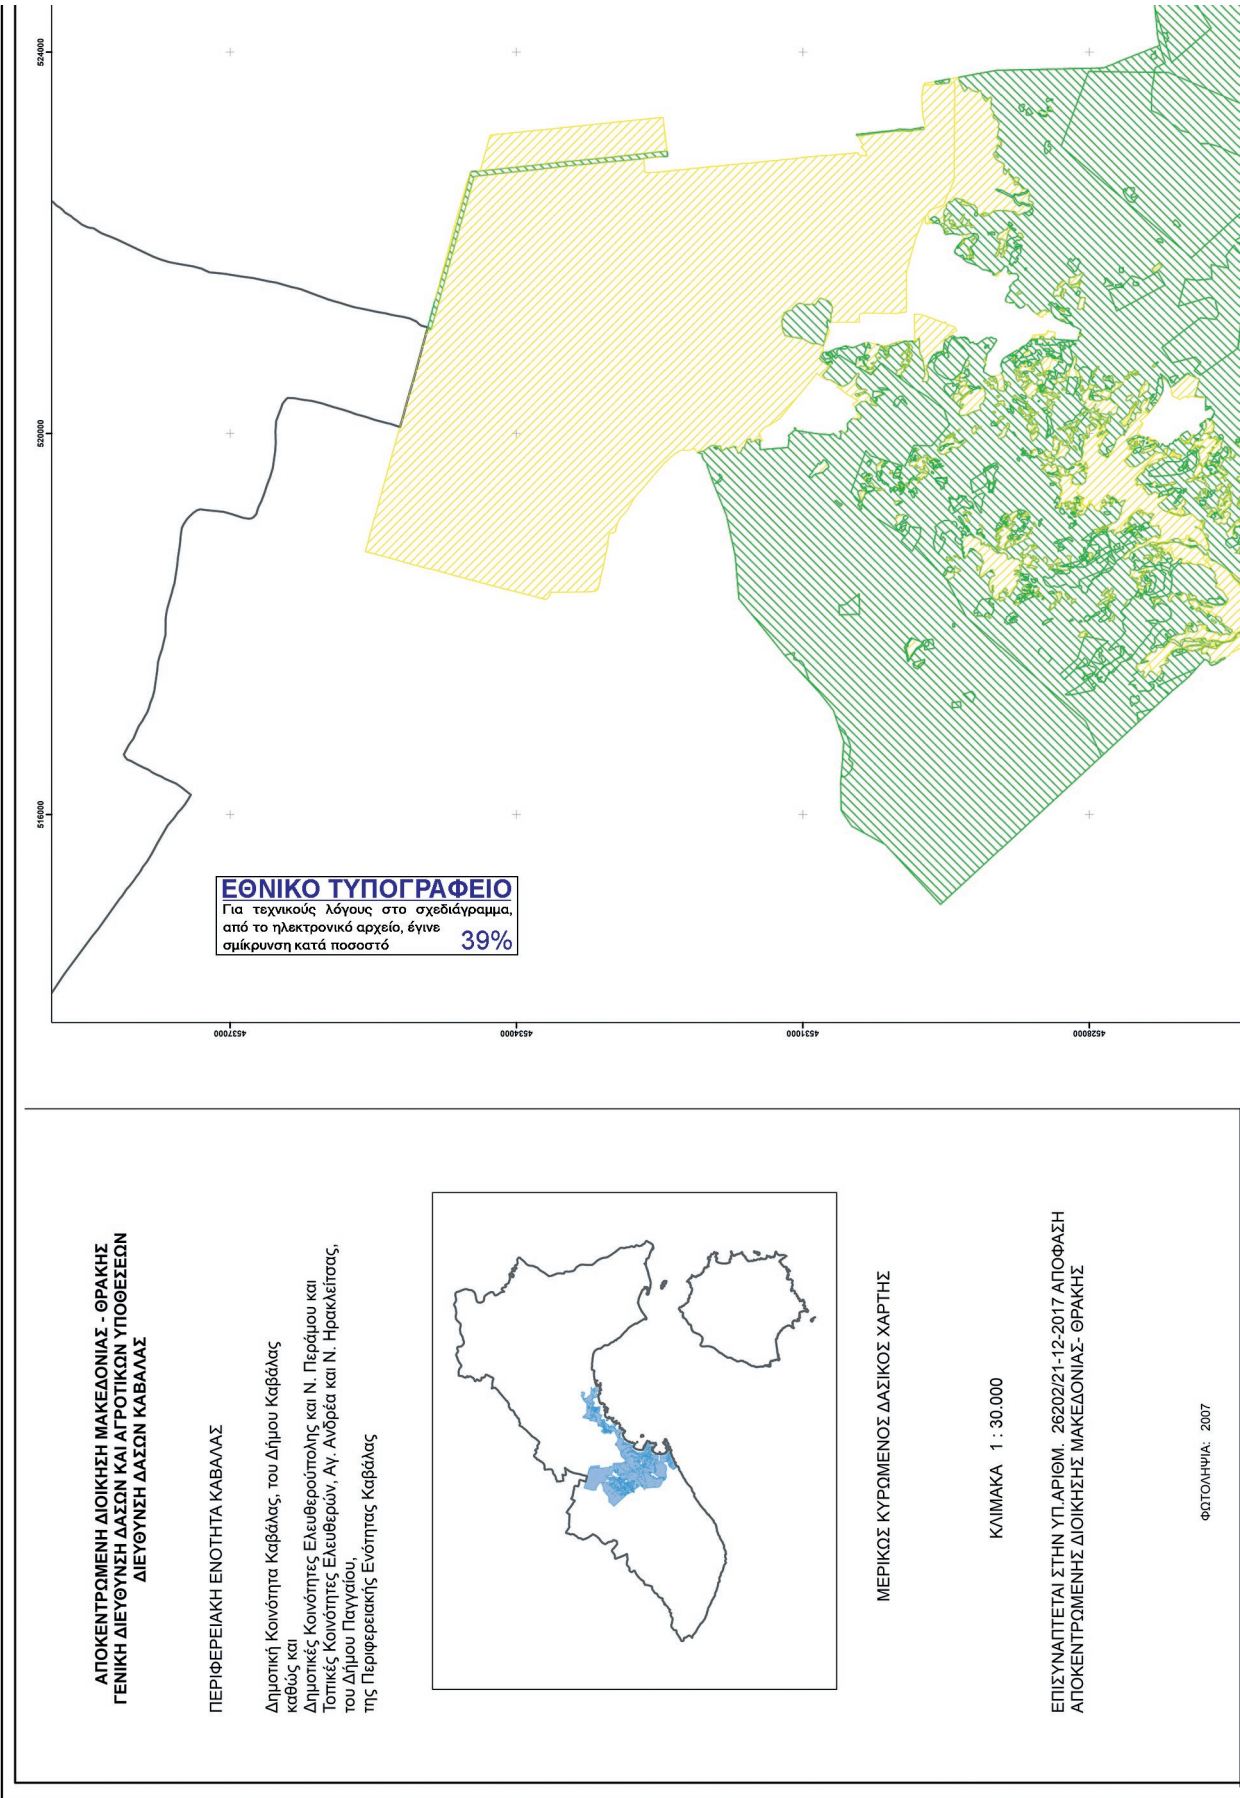 524000
520000
516000
4537000
4534000
4531000
4528000
ΕΘΝΙΚΟ ΤΥΠΟΓΡΑΦΕΙΟ
Για τεχνικούς λόγους στο σχεδιάγραμμα,
από το ηλεκτρονικό αρχείο, έγινε
σμίκρυνση κατά ποσοστό 39%
ΑΠΟΚΕΝΤΡΩΜΕΝΗ ΔΙΟΙΚΗΣΗ ΜΑΚΕΔΟΝΙΑΣ - ΘΡΑΚΗΣ
ΓΕΝΙΚΗ ΔΙΕΥΘΥΝΣΗ ΔΑΣΩΝ ΚΑΙ ΑΓΡΟΤΙΚΩΝ ΥΠΟΘΕΣΕΩΝ
ΔΙΕΥΘΥΝΣΗ ΔΑΣΩΝ ΚΑΒΑΛΑΣ
ΠΕΡΙΦΕΡΕΙΑΚΗ ΕΝΟΤΗΤΑ ΚΑΒΑΛΑΣ
Δημοτική Κοινότητα Καβάλας, του Δήμου Καβάλας
καθώς και
Δημοτικές Κοινότητες Ελευθερούπολης και Ν. Περάμου και
Τοπικές Κοινότητες Ελευθερών, Αγ. Ανδρέα και Ν. Ηρακλείτσας,
του Δήμου Παγγαίου,
της Περιφερειακής Ενότητας Καβάλας
ΜΕΡΙΚΩΣ ΚΥΡΩΜΕΝΟΣ ΔΑΣΙΚΟΣ ΧΑΡΤΗΣ
ΚΛΙΜΑΚΑ 1 : 30.000
ΕΠΙΣΥΝΑΠΤΕΤΑΙ ΣΤΗΝ ΥΠ.ΑΡΙΘΜ. 26202/21-12-2017 ΑΠΟΦΑΣΗ
ΑΠΟΚΕΝΤΡΩΜΕΝΗΣ ΔΙΟΙΚΗΣΗΣ ΜΑΚΕΔΟΝΙΑΣ- ΘΡΑΚΗΣ
ΦΩΤΟΛΗΨΙΑ: 2007